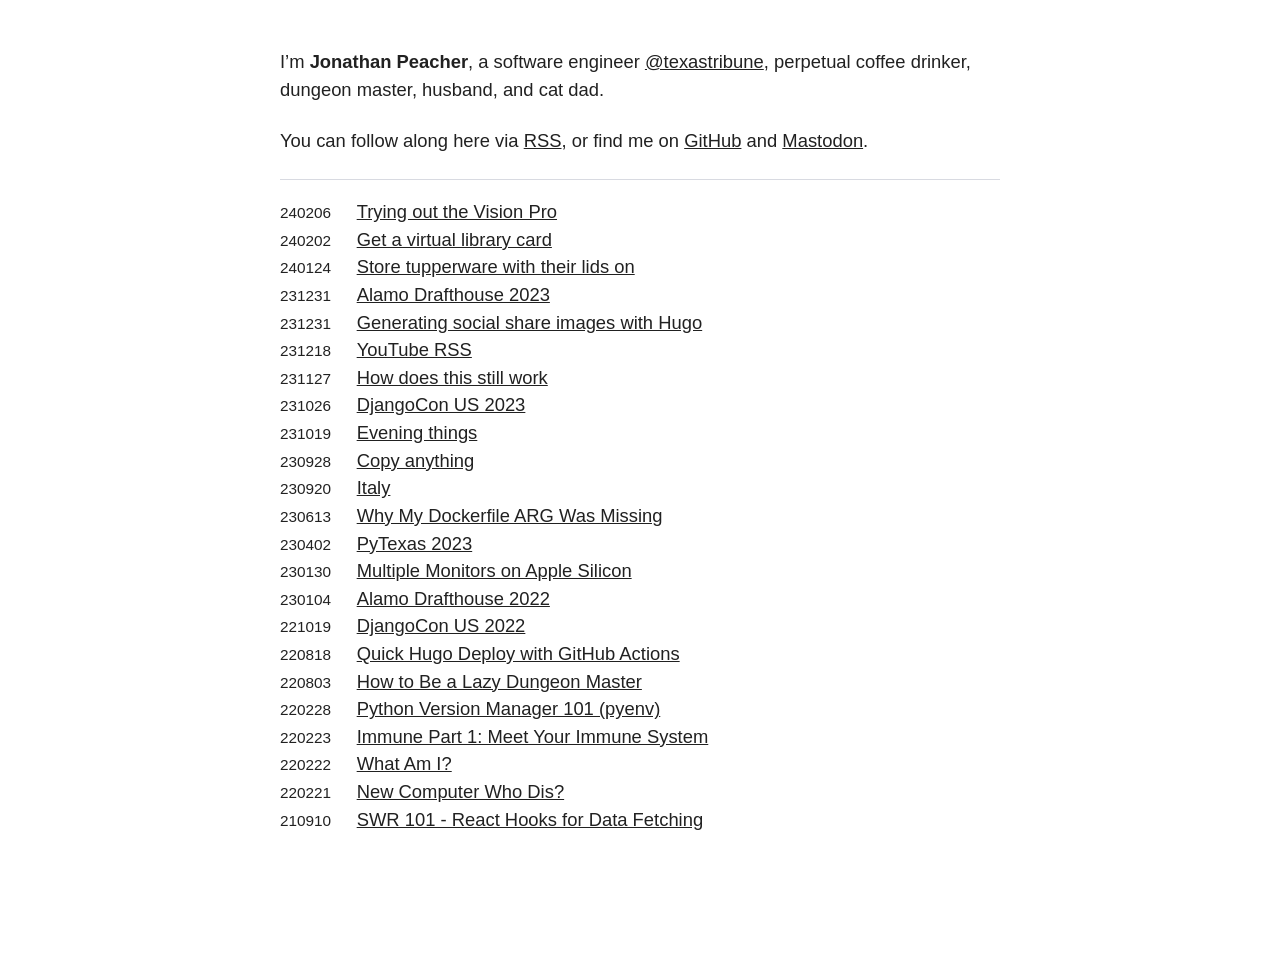 I’m Jonathan Peacher, a software engineer @texastribune, perpetual coffee drinker,
dungeon master, husband, and cat dad.
You can follow along here via RSS, or find me on GitHub and Mastodon.
240206 Trying out the Vision Pro
240202 Get a virtual library card
240124 Store tupperware with their lids on
231231 Alamo Drafthouse 2023
231231 Generating social share images with Hugo
231218 YouTube RSS
231127 How does this still work
231026 DjangoCon US 2023
231019 Evening things
230928 Copy anything
230920 Italy
230613 Why My Dockerfile ARG Was Missing
230402 PyTexas 2023
230130 Multiple Monitors on Apple Silicon
230104 Alamo Drafthouse 2022
221019 DjangoCon US 2022
220818 Quick Hugo Deploy with GitHub Actions
220803 How to Be a Lazy Dungeon Master
220228 Python Version Manager 101 (pyenv)
220223 Immune Part 1: Meet Your Immune System
220222 What Am I?
220221 New Computer Who Dis?
210910 SWR 101 - React Hooks for Data Fetching